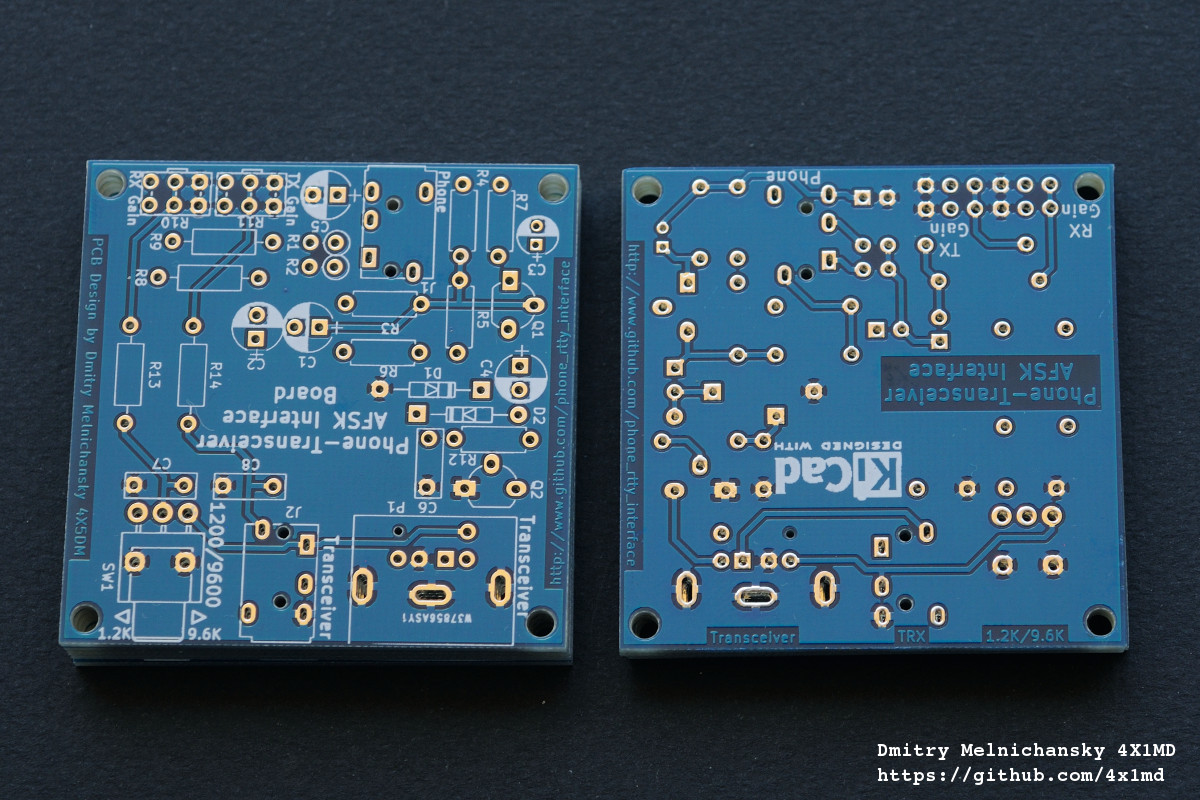 RX
Gain
R10
R11
TX
Gain
C5
Phone
J1
R4
R7
C3
R9
R8
R1
R2
C2
C1
R3
R6
R5
Q1
D1
C4
D2
R13
R14
Phone-Transceiver
AFSK Interface
Board
R12
Q2
C7
C8
C6
P1
J2
1200/9600
Transceiver
Transceiver
W37856ASY1
SW1
1.2K
9.6K
PCB Design by Dmitry Melnichansky 4X5DM
http://www.github.com/phone_rtty_interface
Phone
Gain
RX
Gain
TX
http://www.github.com/phone_rtty_interface
Phone-Transceiver
AFSK Interface
DESIGNED WITH
KiCad
Transceiver
TRX
1.2K/9.6K
Dmitry Melnichansky 4X1MD
https://github.com/4x1md